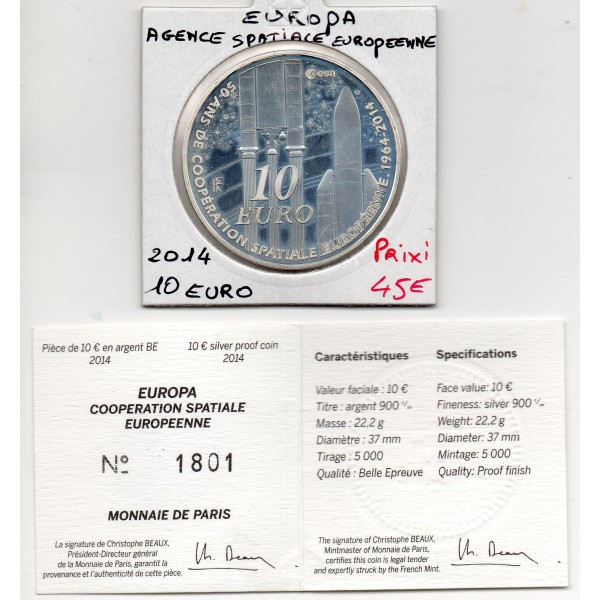 EUROPA
AGENCE SPATIALE EUROPEENNE
esa
50 ANS DE COOPÉRATION SPATIALE EUROPÉENNE. 1964-2014
10
EURO
2014
10 EURO
Prixi
45€
Pièce de 10 € en argent BE
2014
10 € silver proof coin
2014
EUROPA
COOPERATION SPATIALE
EUROPEENNE
Nº 1801
MONNAIE DE PARIS
La signature de Christophe BEAUX,
Président-Directeur général
de la Monnaie de Paris, garantit la
provenance et l'authenticité de cette pièce.
Caractéristiques
Valeur faciale : 10 €
Titre : argent 900 ‰
Masse : 22,2 g
Diamètre : 37 mm
Tirage : 5 000
Qualité : Belle Epreuve
Specifications
Face value: 10 €
Fineness: silver 900 ‰
Weight: 22,2 g
Diameter: 37 mm
Mintage: 5 000
Quality: Proof finish
The signature of Christophe BEAUX,
Mintmaster of Monnaie de Paris,
certifies this coin is legal tender
and expertly struck by the French Mint.